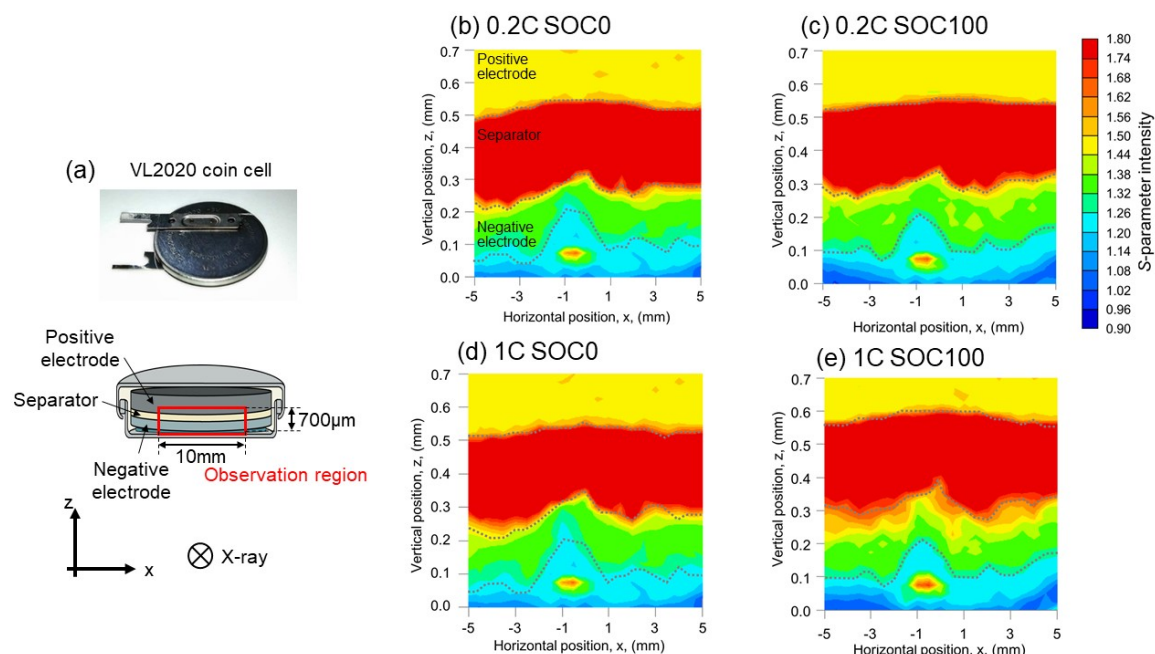 (a)
VL2020 coin cell
Positive
electrode
Separator
Negative
electrode
700μm
10mm
Observation region
z
x
X-ray
(b) 0.2C SOC0
Positive
electrode
Separator
Negative
electrode
Vertical position, z, (mm)
0.7
0.6
0.5
0.4
0.3
0.2
0.1
0.0
-5 -3 -1 1 3 5
Horizontal position, x, (mm)
(c) 0.2C SOC100
Vertical position, z, (mm)
0.7
0.6
0.5
0.4
0.3
0.2
0.1
0.0
-5 -3 -1 1 3 5
Horizontal position, x, (mm)
1.80
1.74
1.68
1.62
1.56
1.50
1.44
1.38
1.32
1.26
1.20
1.14
1.08
1.02
0.96
0.90
S-parameter intensity
(d) 1C SOC0
Vertical position, z, (mm)
0.7
0.6
0.5
0.4
0.3
0.2
0.1
0.0
-5 -3 -1 1 3 5
Horizontal position, x, (mm)
(e) 1C SOC100
Vertical position, z, (mm)
0.7
0.6
0.5
0.4
0.3
0.2
0.1
0.0
-5 -3 -1 1 3 5
Horizontal position, x, (mm)